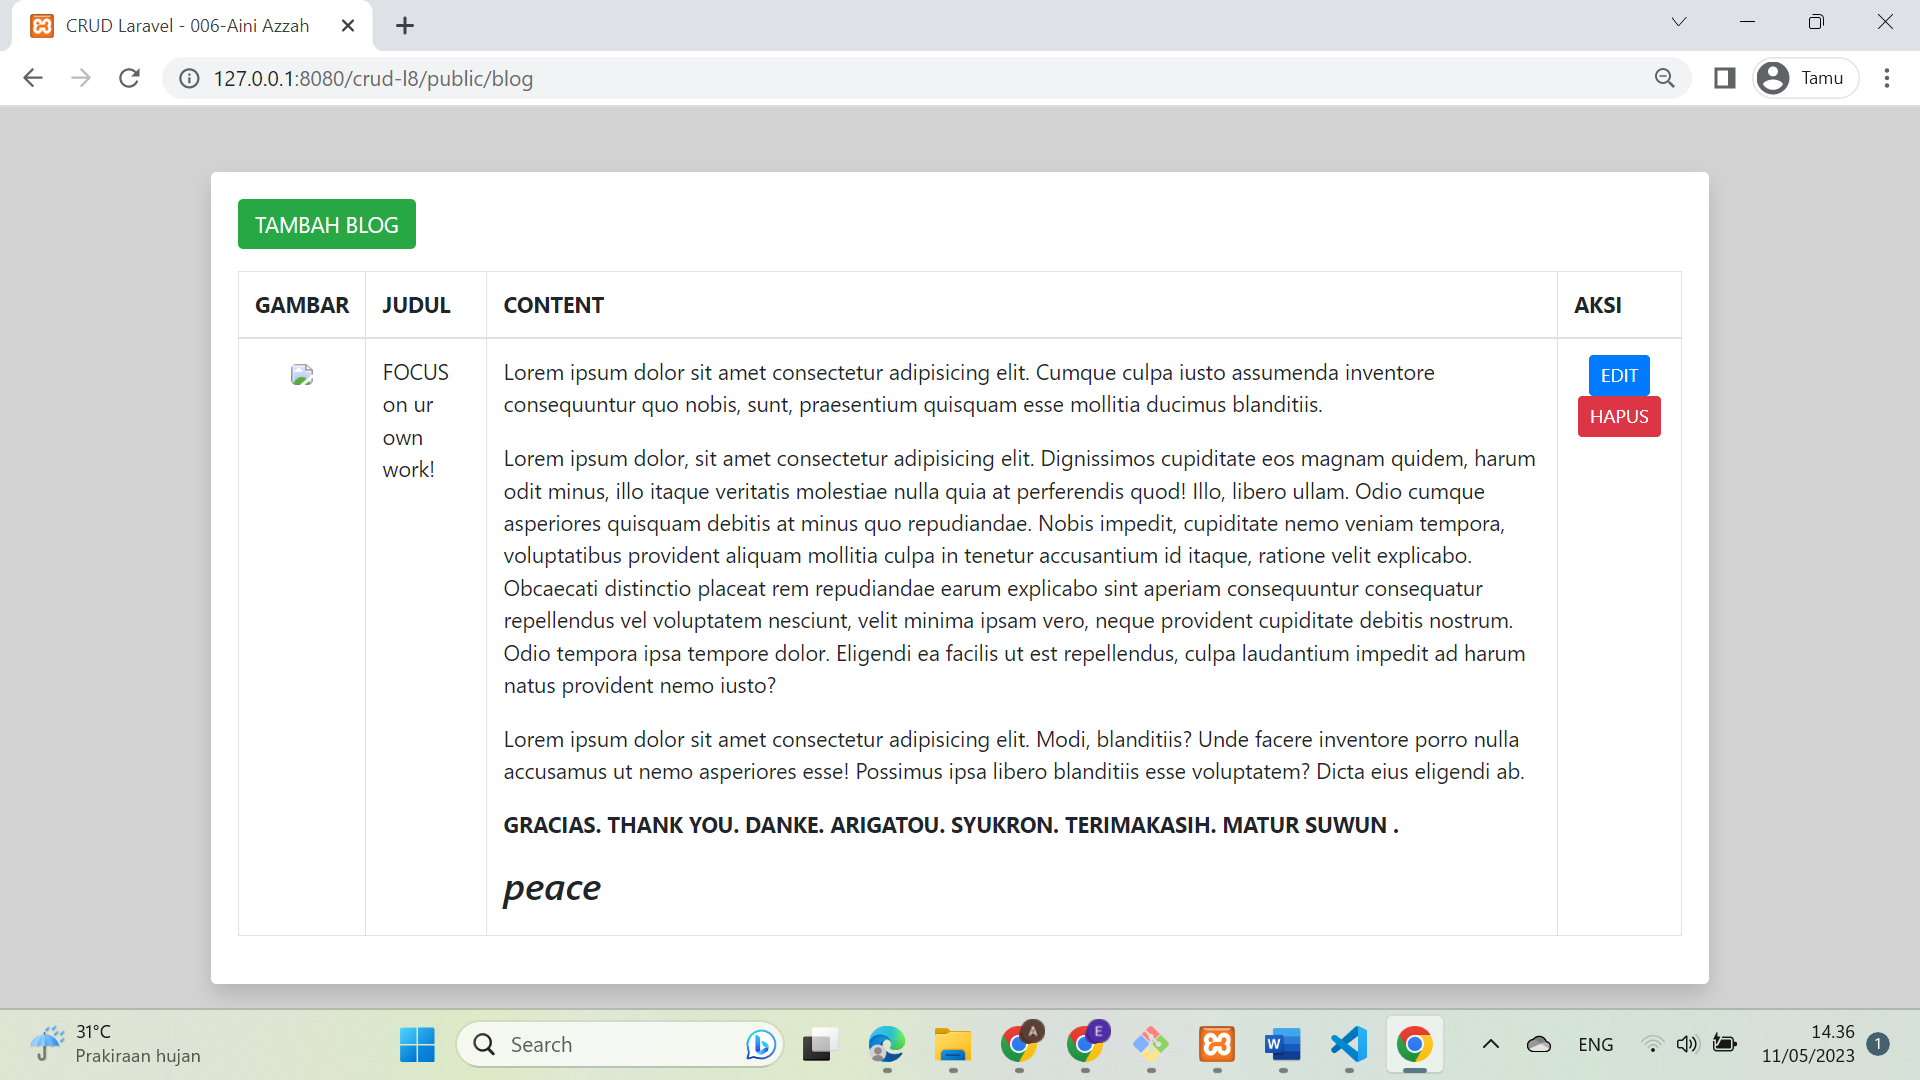 CRUD Laravel - 006-Aini Azzah
127.0.0.1:8080/crud-l8/public/blog
Tamu
TAMBAH BLOG
GAMBAR
JUDUL
CONTENT
AKSI
FOCUS
on ur
own
work!
Lorem ipsum dolor sit amet consectetur adipisicing elit. Cumque culpa iusto assumenda inventore
consequuntur quo nobis, sunt, praesentium quisquam esse mollitia ducimus blanditiis.
Lorem ipsum dolor, sit amet consectetur adipisicing elit. Dignissimos cupiditate eos magnam quidem, harum
odit minus, illo itaque veritatis molestiae nulla quia at perferendis quod! Illo, libero ullam. Odio cumque
asperiores quisquam debitis at minus quo repudiandae. Nobis impedit, cupiditate nemo veniam tempora,
voluptatibus provident aliquam mollitia culpa in tenetur accusantium id itaque, ratione velit explicabo.
Obcaecati distinctio placeat rem repudiandae earum explicabo sint aperiam consequuntur consequatur
repellendus vel voluptatem nesciunt, velit minima ipsam vero, neque provident cupiditate debitis nostrum.
Odio tempora ipsa tempore dolor. Eligendi ea facilis ut est repellendus, culpa laudantium impedit ad harum
natus provident nemo iusto?
Lorem ipsum dolor sit amet consectetur adipisicing elit. Modi, blanditiis? Unde facere inventore porro nulla
accusamus ut nemo asperiores esse! Possimus ipsa libero blanditiis esse voluptatem? Dicta eius eligendi ab.
GRACIAS. THANK YOU. DANKE. ARIGATOU. SYUKRON. TERIMAKASIH. MATUR SUWUN .
peace
EDIT
HAPUS
31°C
Prakiraan hujan
Search
A
E
W
ENG
14.36
11/05/2023
1